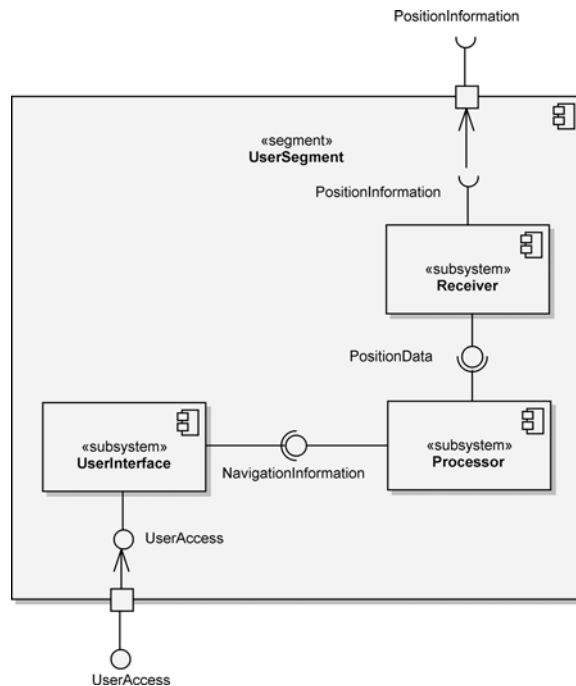 PositionInformation
«segment»
UserSegment
PositionInformation
«subsystem»
Receiver
PositionData
«subsystem»
UserInterface
«subsystem»
Processor
NavigationInformation
UserAccess
UserAccess